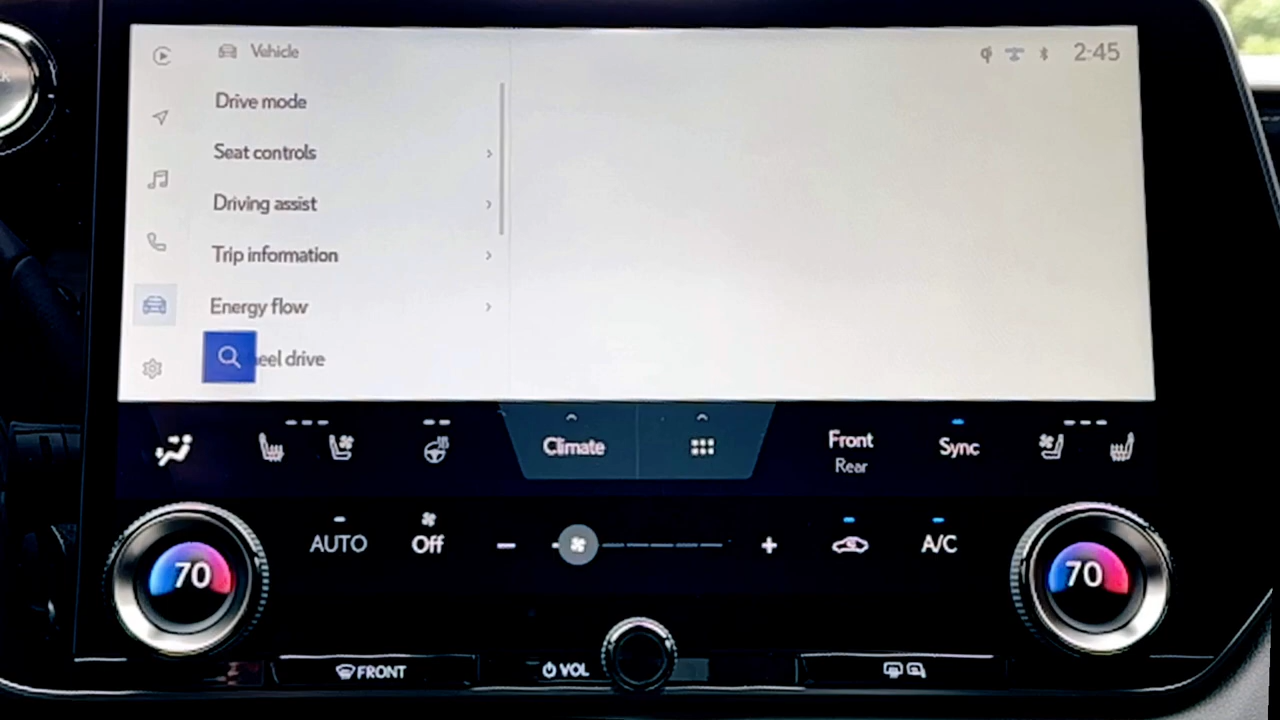 Vehicle
2:45
Drive mode
Seat controls
Driving assist
Trip information
Energy flow
drive
Climate
Front
Rear
Sync
AUTO
Off
A/C
70
70
FRONT
VOL